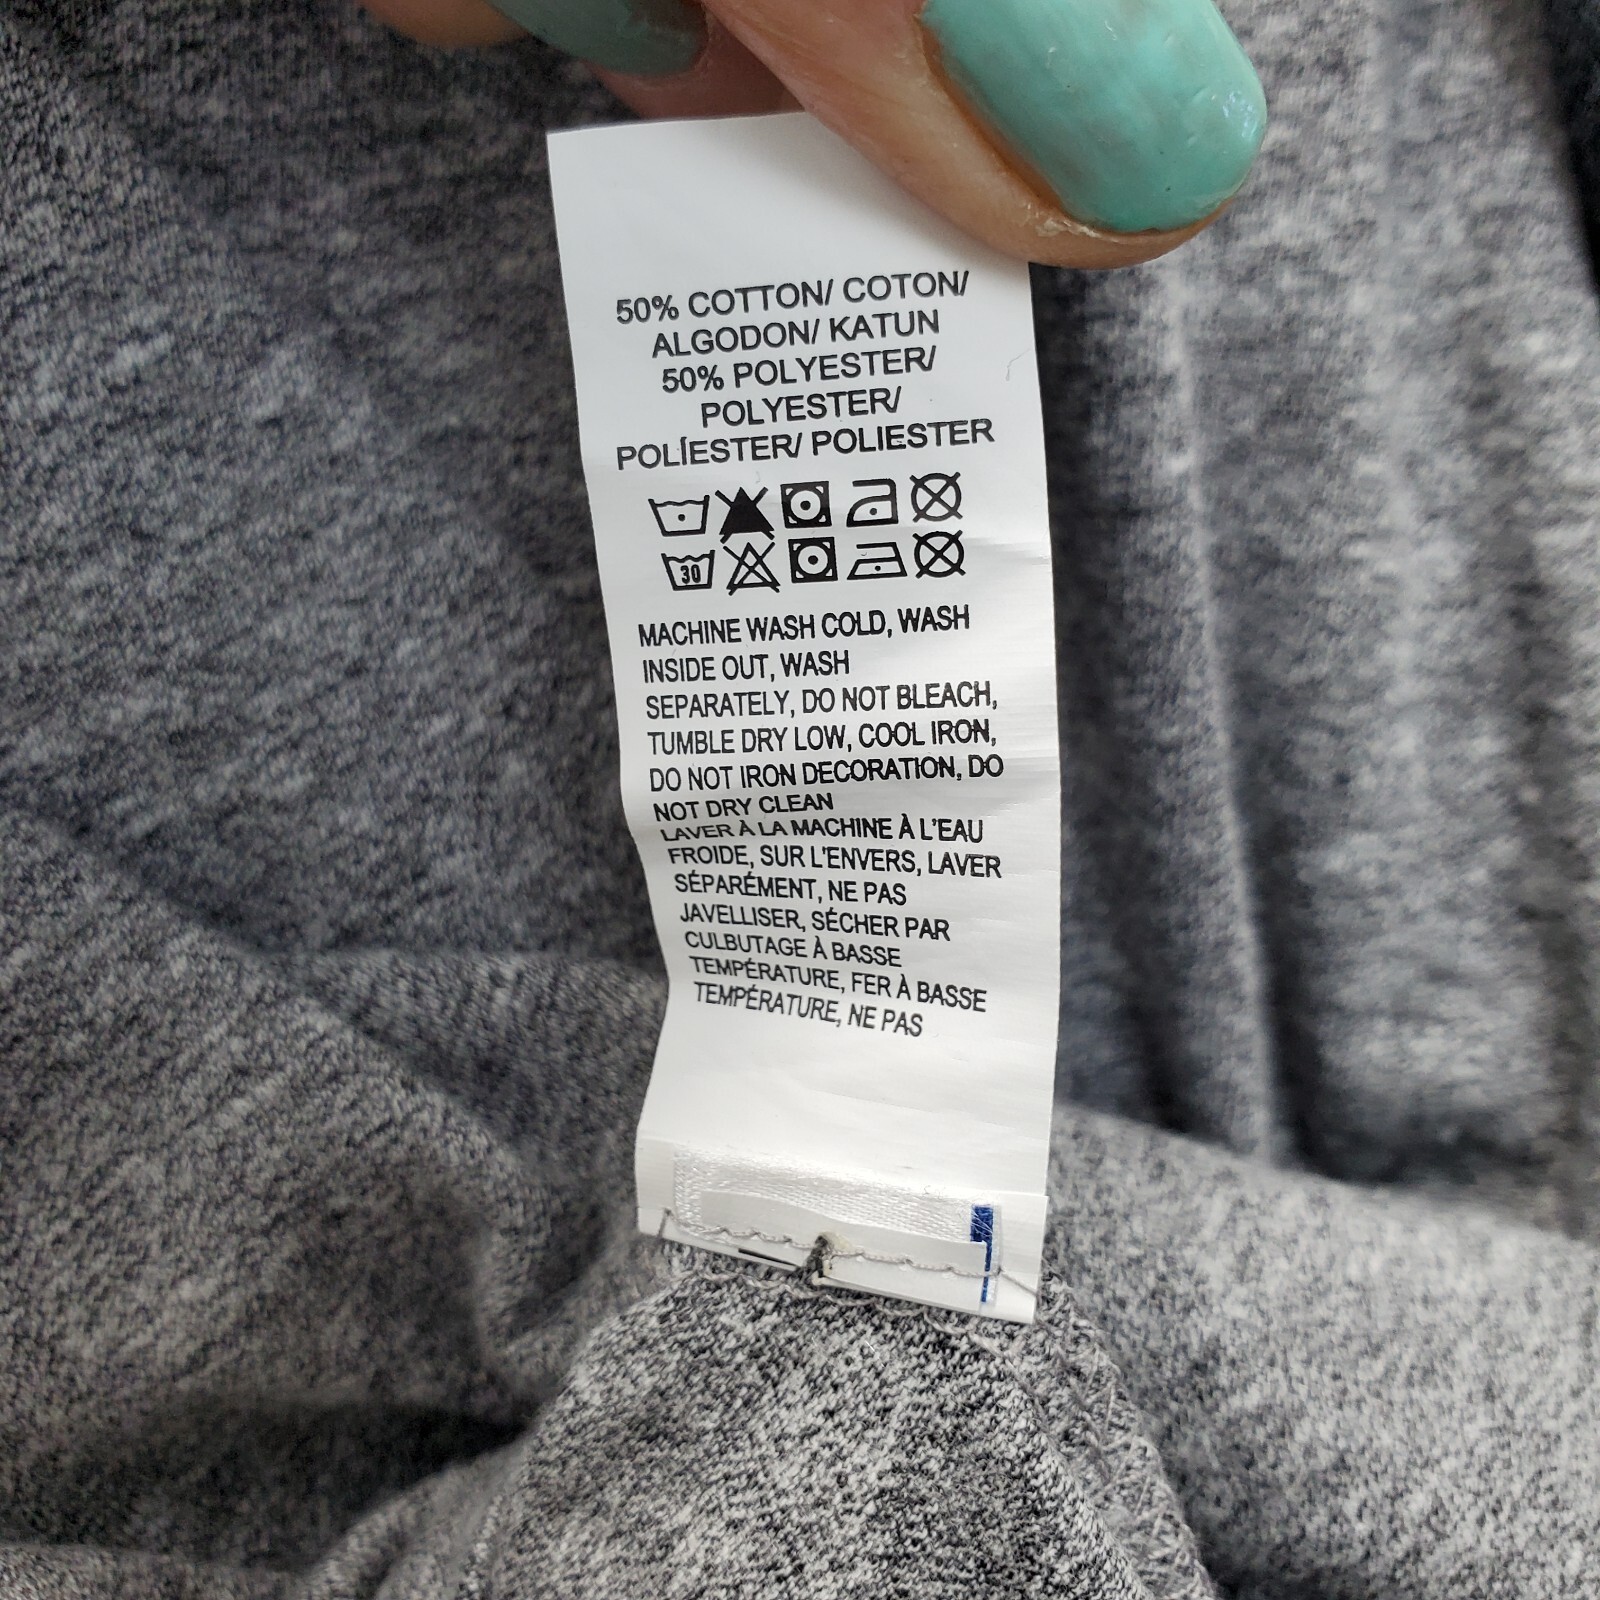 50% COTTON/ COTON/
ALGODON/ KATUN
50% POLYESTER/
POLYESTER/
POLÍESTER/ POLIESTER
30
MACHINE WASH COLD, WASH
INSIDE OUT, WASH
SEPARATELY, DO NOT BLEACH,
TUMBLE DRY LOW, COOL IRON,
DO NOT IRON DECORATION, DO
NOT DRY CLEAN
LAVER À LA MACHINE À L'EAU
FROIDE, SUR L'ENVERS, LAVER
SÉPARÉMENT, NE PAS
JAVELLISER, SÉCHER PAR
CULBUTAGE À BASSE
TEMPÉRATURE, FER À BASSE
TEMPÉRATURE, NE PAS